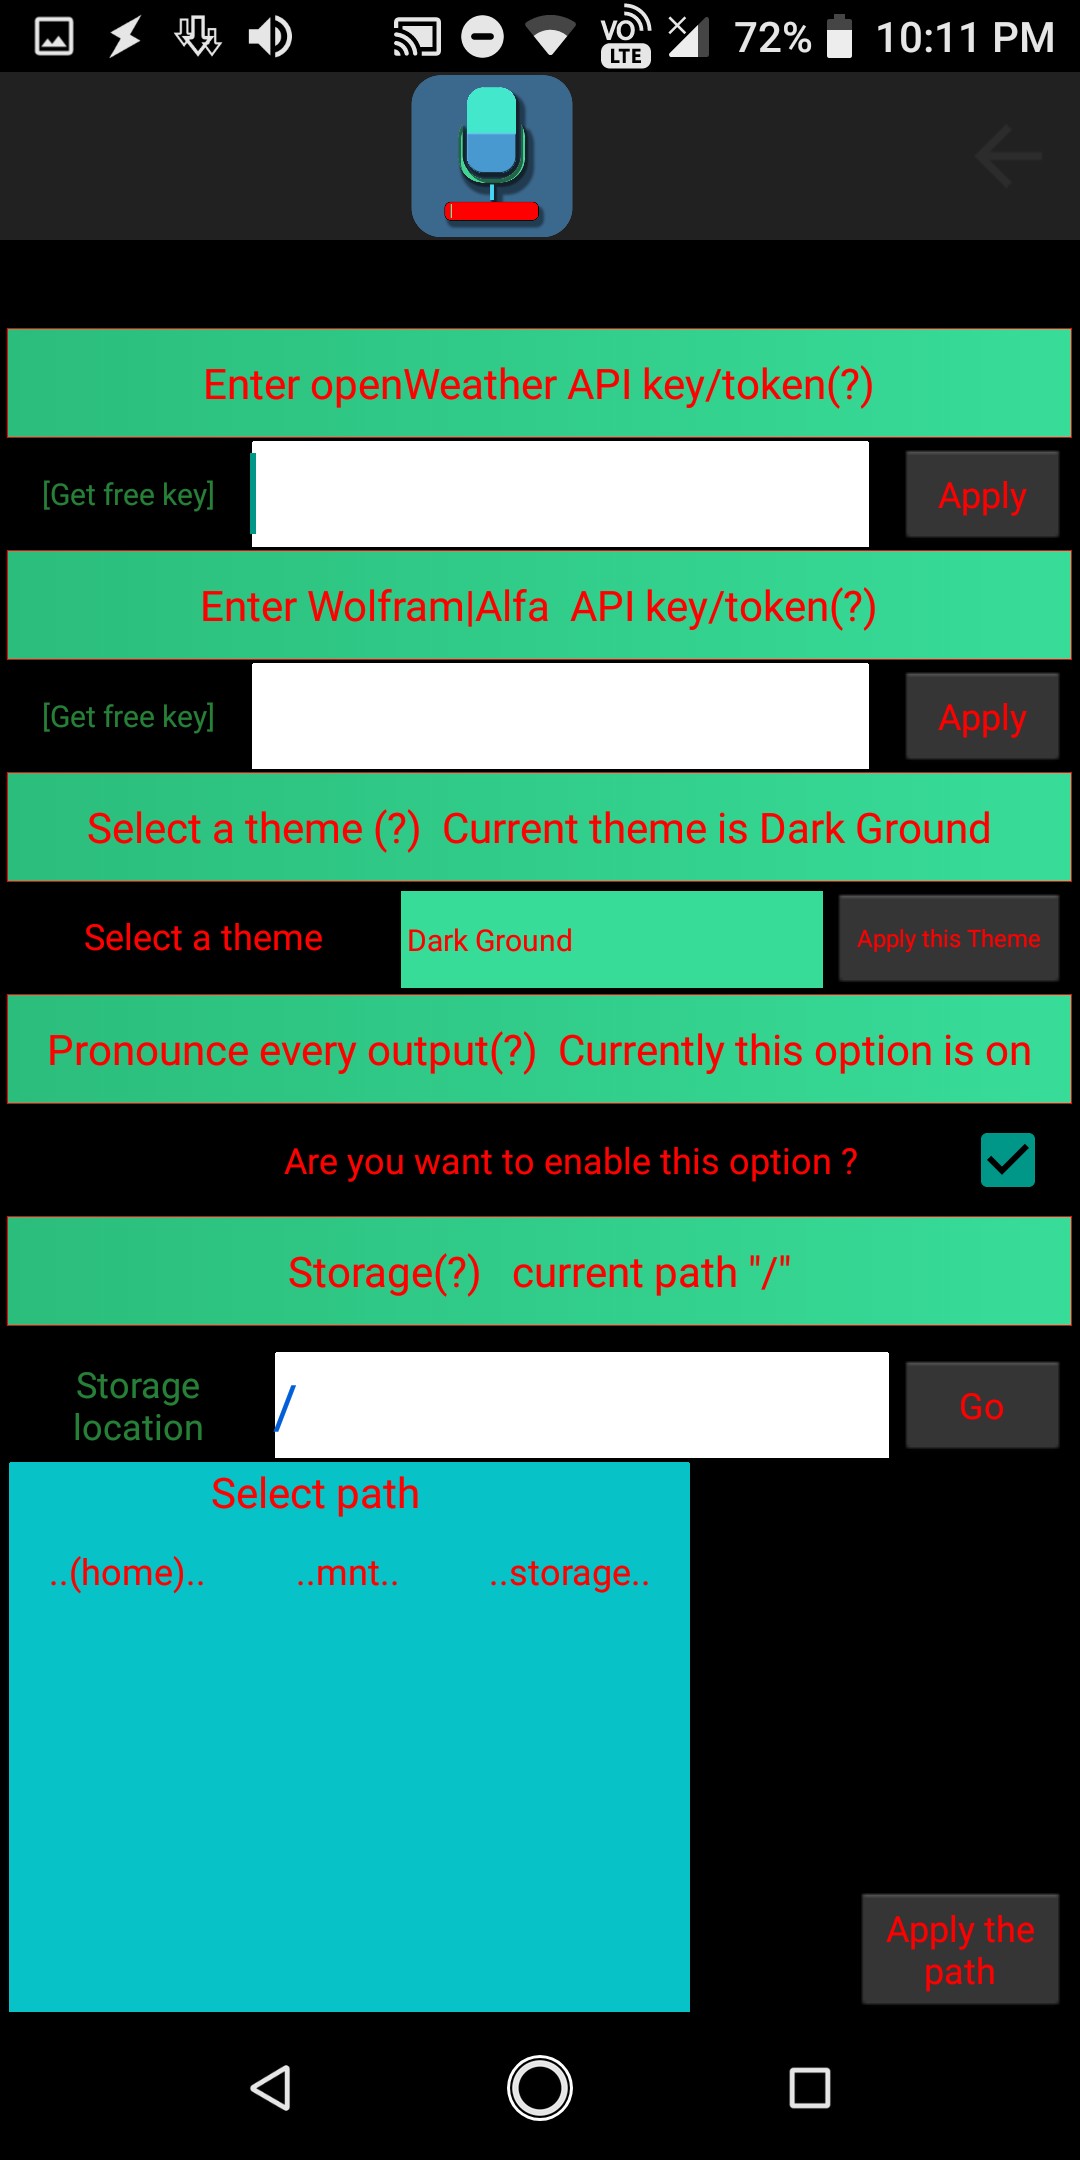 VO LTE 72% 10:11 PM
Enter openWeather API key/token(?)
[Get free key] Apply
Enter Wolfram|Alfa  API key/token(?)
[Get free key] Apply
Select a theme (?)  Current theme is Dark Ground
Select a theme Dark Ground Apply this Theme
Pronounce every output(?)  Currently this option is on
Are you want to enable this option ?
Storage(?)   current path "/"
Storage
location
/
Go
Select path
..(home).. ..mnt.. ..storage..
Apply the
path